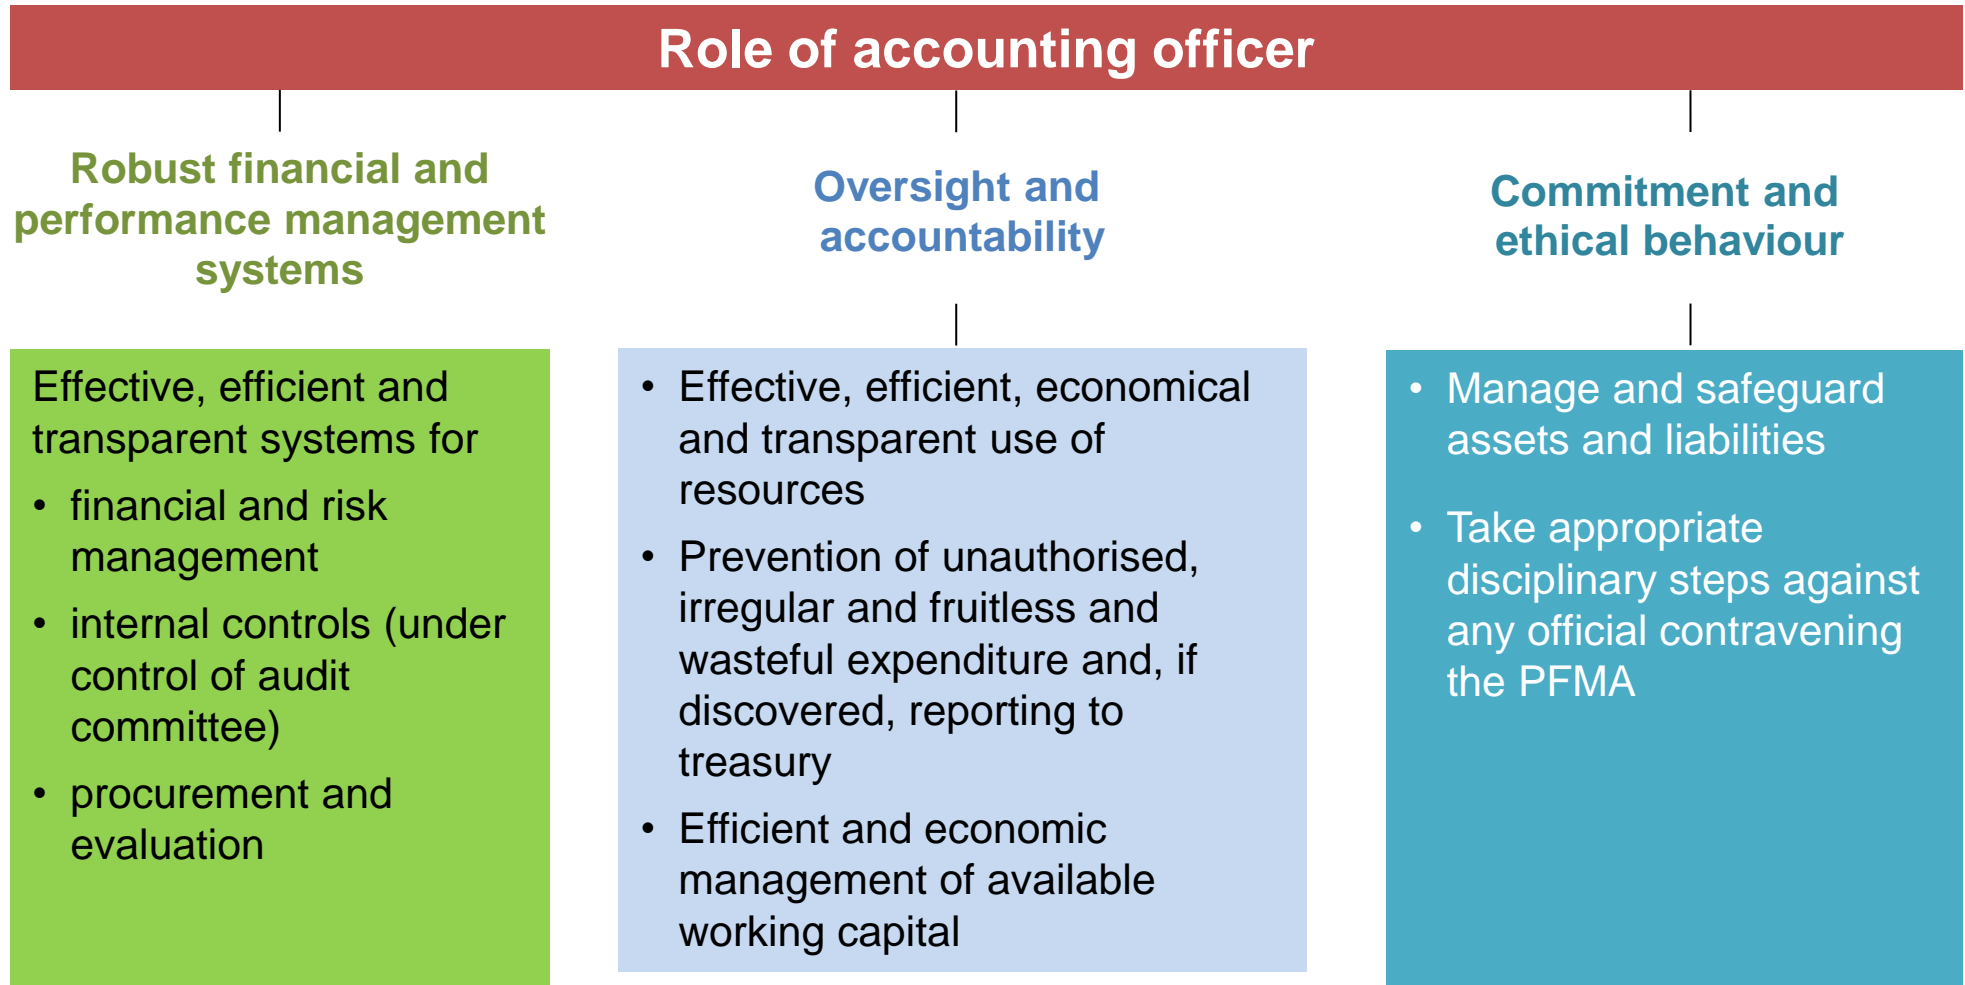 Role of accounting officer
Robust financial and
performance management
systems
Effective, efficient and
transparent systems for
• financial and risk
management
• internal controls (under
control of audit
committee)
• procurement and
evaluation
Oversight and
accountability
• Effective, efficient, economical
and transparent use of
resources
• Prevention of unauthorised,
irregular and fruitless and
wasteful expenditure and, if
discovered, reporting to
treasury
• Efficient and economic
management of available
working capital
Commitment and
ethical behaviour
• Manage and safeguard
assets and liabilities
• Take appropriate
disciplinary steps against
any official contravening
the PFMA